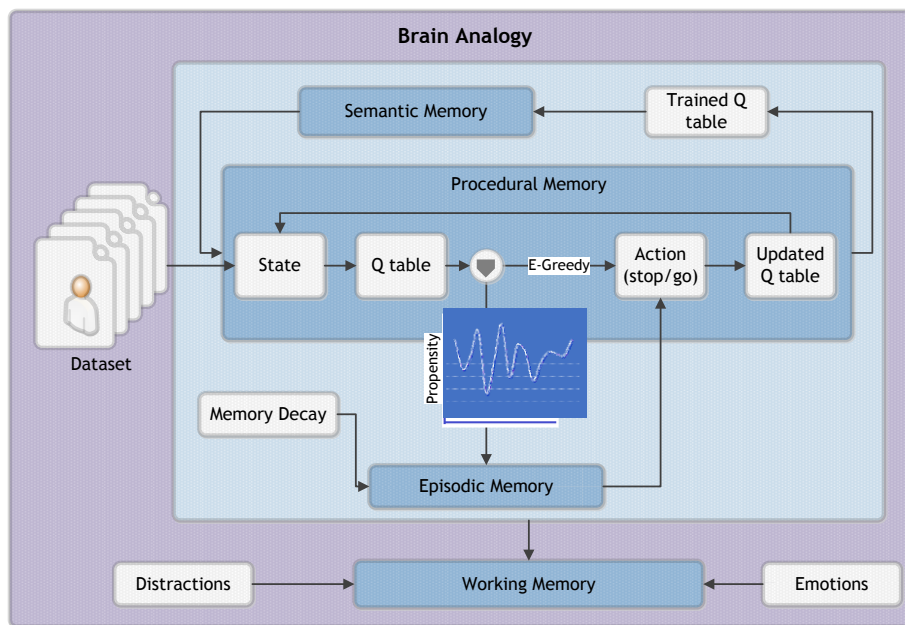 Brain Analogy
Semantic Memory
Trained Q
table
Procedural Memory
State
Q table
E-Greedy
Action
(stop/go)
Updated
Q table
Dataset
Propensity
Memory Decay
Episodic Memory
Distractions
Working Memory
Emotions